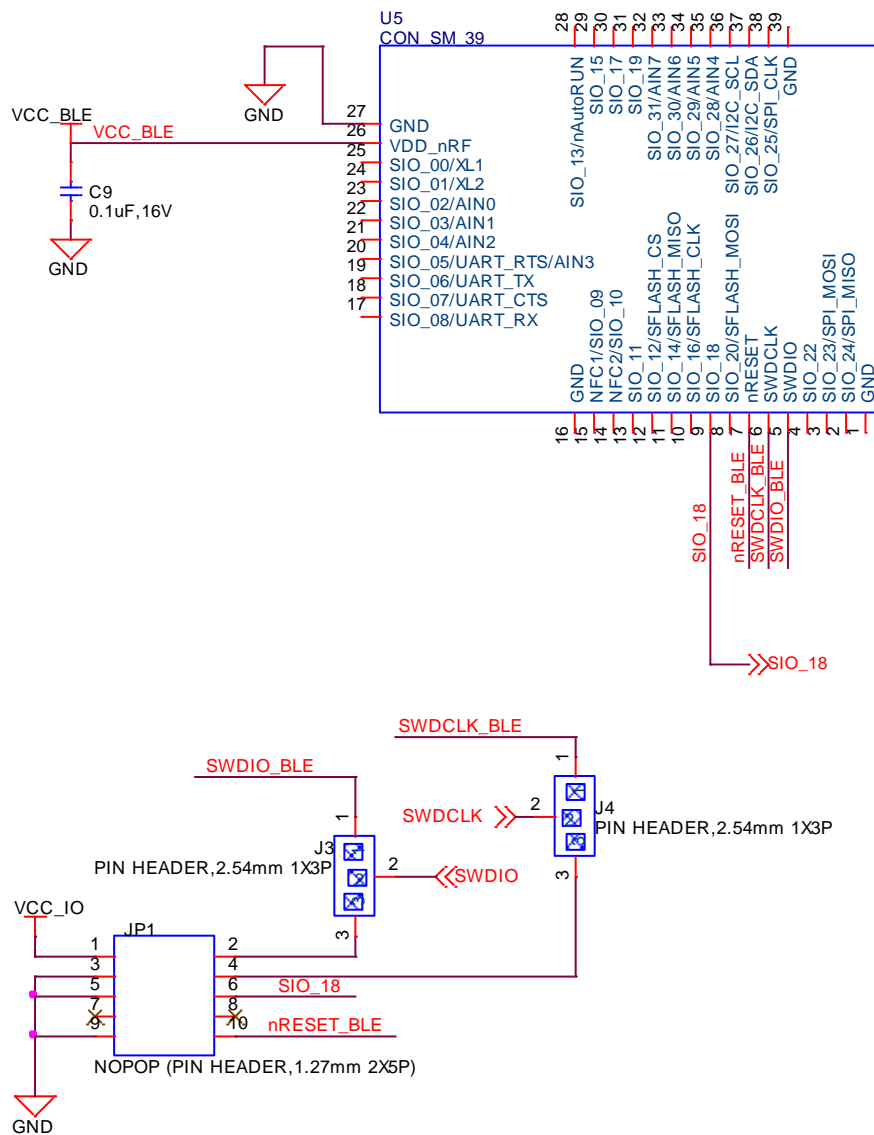 U5
CON_SM_39
28
29
30
31
32
33
34
35
36
37
38
39
SIO_13/nAutoRUN
SIO_15
SIO_17
SIO_19
SIO_31/AIN7
SIO_30/AIN6
SIO_29/AIN5
SIO_28/AIN4
SIO_27/I2C_SCL
SIO_26/I2C_SDA
SIO_25/SPI_CLK
GND
GND
VCC_BLE
VCC_BLE
C9
0.1uF,16V
GND
27
26
25
24
23
22
21
20
19
18
17
GND
VDD_nRF
SIO_00/XL1
SIO_01/XL2
SIO_02/AIN0
SIO_03/AIN1
SIO_04/AIN2
SIO_05/UART_RTS/AIN3
SIO_06/UART_TX
SIO_07/UART_CTS
SIO_08/UART_RX
GND
NFC1/SIO_09
NFC2/SIO_10
SIO_11
SIO_12/SFLASH_CS
SIO_14/SFLASH_MISO
SIO_16/SFLASH_CLK
SIO_18
SIO_20/SFLASH_MOSI
nRESET
SWDCLK
SWDIO
SIO_22
SIO_23/SPI_MOSI
SIO_24/SPI_MISO
GND
16
15
14
13
12
11
10
9
8
7
6
5
4
3
2
1
SIO_18
nRESET_BLE
SWDCLK_BLE
SWDIO_BLE
SIO_18
SWDCLK_BLE
1
SWDCLK
2
1
2
3
J4
PIN HEADER,2.54mm 1X3P
3
SWDIO_BLE
1
J3
PIN HEADER,2.54mm 1X3P
1
2
3
2
SWDIO
3
VCC_IO
JP1
1
2
3
4
5
6
SIO_18
7
8
9
10
nRESET_BLE
NOPOP (PIN HEADER,1.27mm 2X5P)
GND